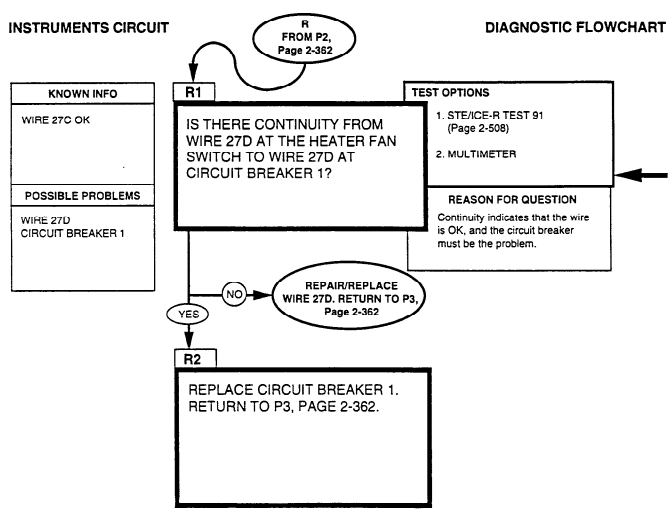 INSTRUMENTS CIRCUIT
R
FROM P2,
Page 2-362
DIAGNOSTIC FLOWCHART
KNOWN INFO
WIRE 27C OK
POSSIBLE PROBLEMS
WIRE 27D
CIRCUIT BREAKER 1
R1
IS THERE CONTINUITY FROM
WIRE 27D AT THE HEATER FAN
SWITCH TO WIRE 27D AT
CIRCUIT BREAKER 1?
TEST OPTIONS
1. STE/ICE-R TEST 91
(Page 2-508)
2. MULTIMETER
REASON FOR QUESTION
Continuity indicates that the wire
is OK, and the circuit breaker
must be the problem.
NO
REPAIR/REPLACE
WIRE 27D. RETURN TO P3,
Page 2-362
YES
R2
REPLACE CIRCUIT BREAKER 1.
RETURN TO P3, PAGE 2-362.